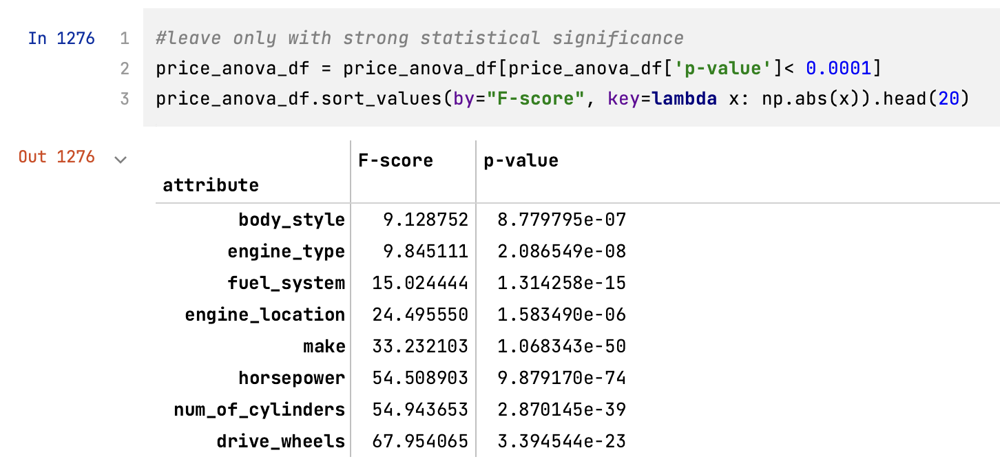 In 1276 1 #leave only with strong statistical significance
2 price_anova_df = price_anova_df[price_anova_df['p-value']< 0.0001]
3 price_anova_df.sort_values(by="F-score", key=lambda x: np.abs(x)).head(20)
Out 1276 F-score p-value
attribute
body_style 9.128752 8.779795e-07
engine_type 9.845111 2.086549e-08
fuel_system 15.024444 1.314258e-15
engine_location 24.495550 1.583490e-06
make 33.232103 1.068343e-50
horsepower 54.508903 9.879170e-74
num_of_cylinders 54.943653 2.870145e-39
drive_wheels 67.954065 3.394544e-23